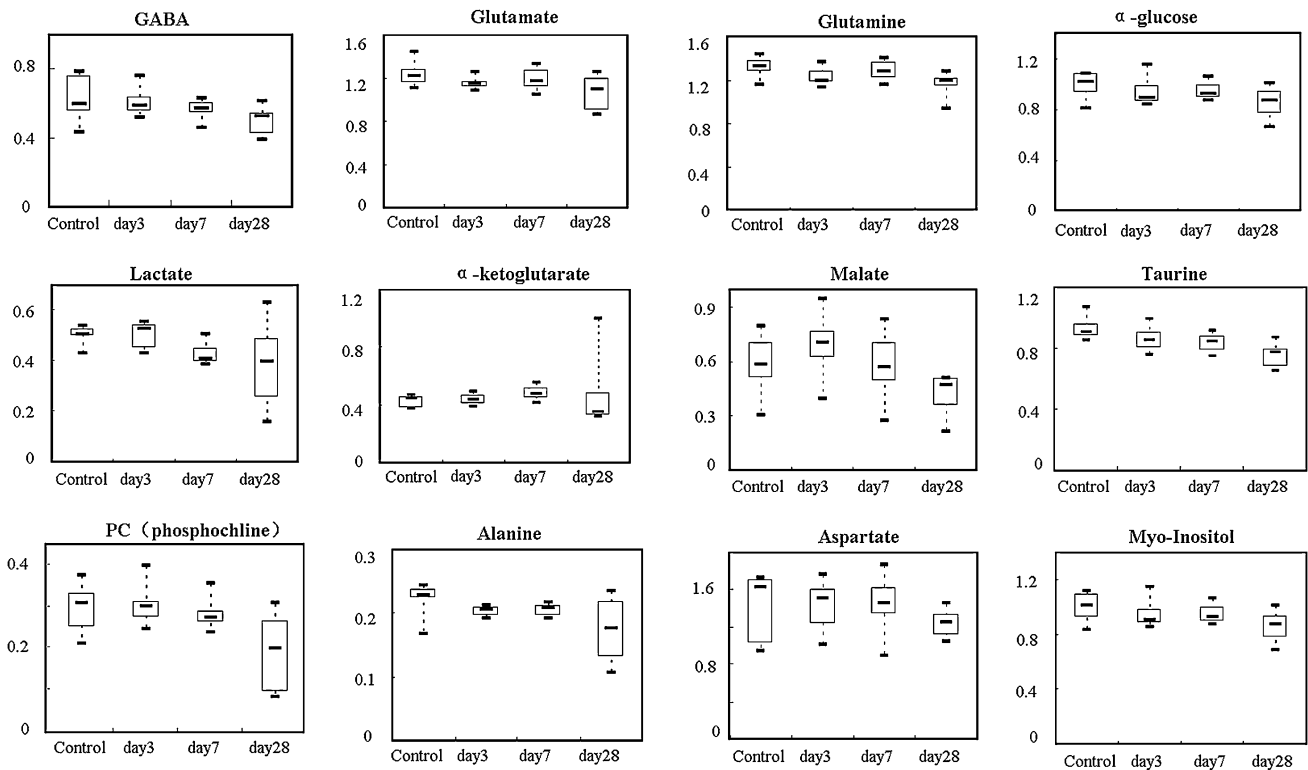 GABA
0.8
0.4
0
Control day3 day7 day28
Glutamate
1.6
1.2
0.8
0.4
0
Control day3 day7 day28
Glutamine
1.6
1.2
0.8
0.4
0
Control day3 day7 day28
α-glucose
1.2
0.8
0.4
0
Control day3 day7 day28
Lactate
0.6
0.4
0.2
0
Control day3 day7 day28
α-ketoglutarate
1.2
0.8
0.4
0
Control day3 day7 day28
Malate
0.9
0.6
0.3
0
Control day3 day7 day28
Taurine
1.2
0.8
0.4
0
Control day3 day7 day28
PC（phosphochline）
0.4
0.2
0
Control day3 day7 day28
Alanine
0.3
0.2
0.1
0
Control day3 day7 day28
Aspartate
1.6
0.8
0
Control day3 day7 day28
Myo-Inositol
1.2
0.8
0.4
0
Control day3 day7 day28